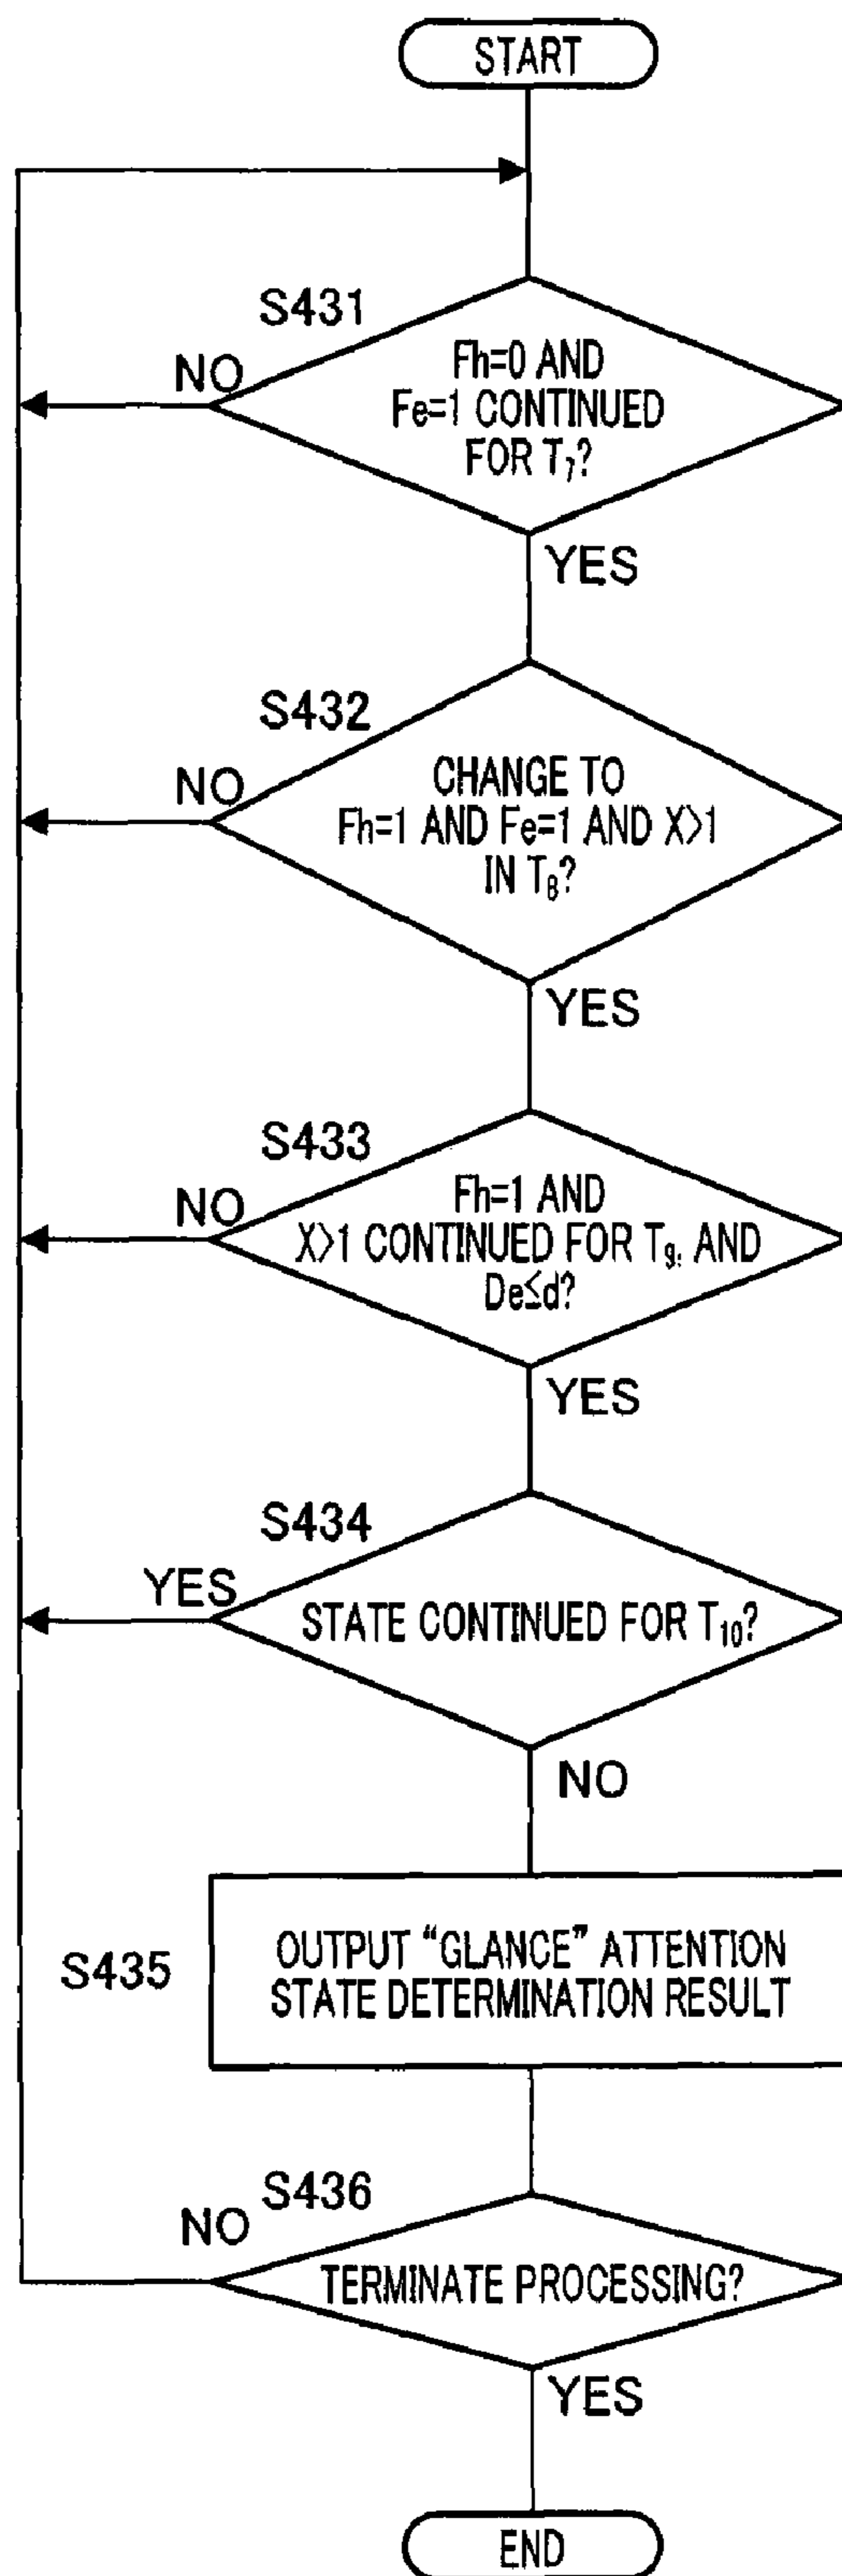 START
S431
NO
Fh=0 AND
Fe=1 CONTINUED
FOR T₇?
YES
S432
NO
CHANGE TO
Fh=1 AND Fe=1 AND X>1
IN T₈?
YES
S433
NO
Fh=1 AND
X>1 CONTINUED FOR T₉, AND
De≤d?
YES
S434
YES
STATE CONTINUED FOR T₁₀?
NO
S435
OUTPUT “GLANCE” ATTENTION
STATE DETERMINATION RESULT
S436
NO
TERMINATE PROCESSING?
YES
END